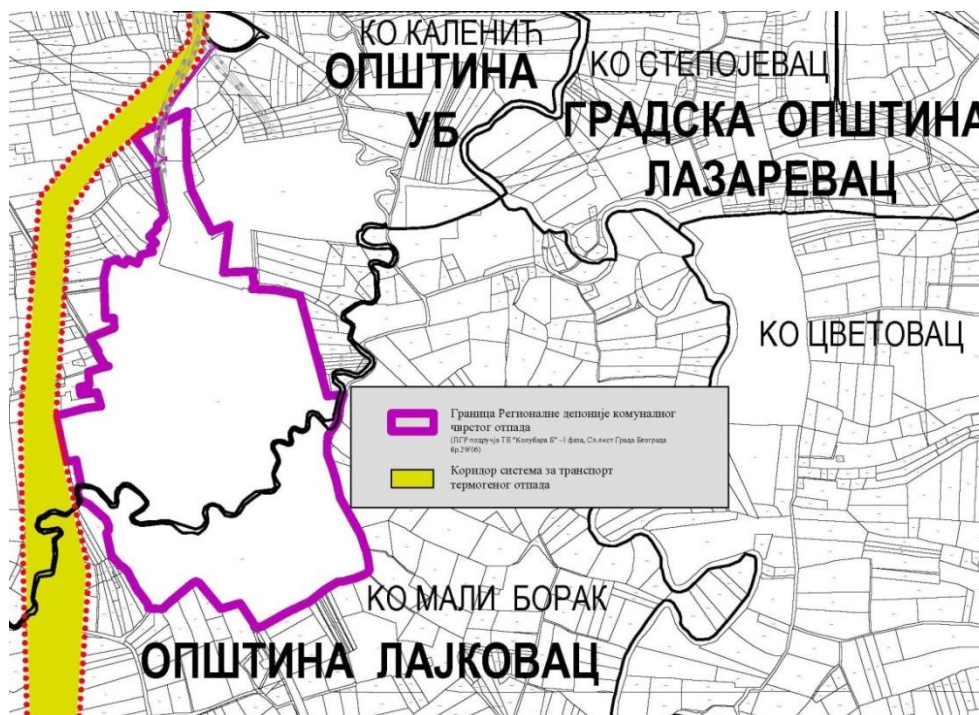 КО КАЛЕНИЋ
ОПШТИНА
УБ
КО СТЕПОЈЕВАЦ
ГРАДСКА ОПШТИНА
ЛАЗАРЕВАЦ
КО ЦВЕТОВАЦ
Граница Регионалне депоније комуналног
чврстог отпада
(ПГР подручја ТЕ "Колубара Б" - I фаза, Сл.лист Града Београда
бр.29/06)
Коридор система за транспорт
термогеног отпада
КО МАЛИ БОРАК
ОПШТИНА ЛАЈКОВАЦ